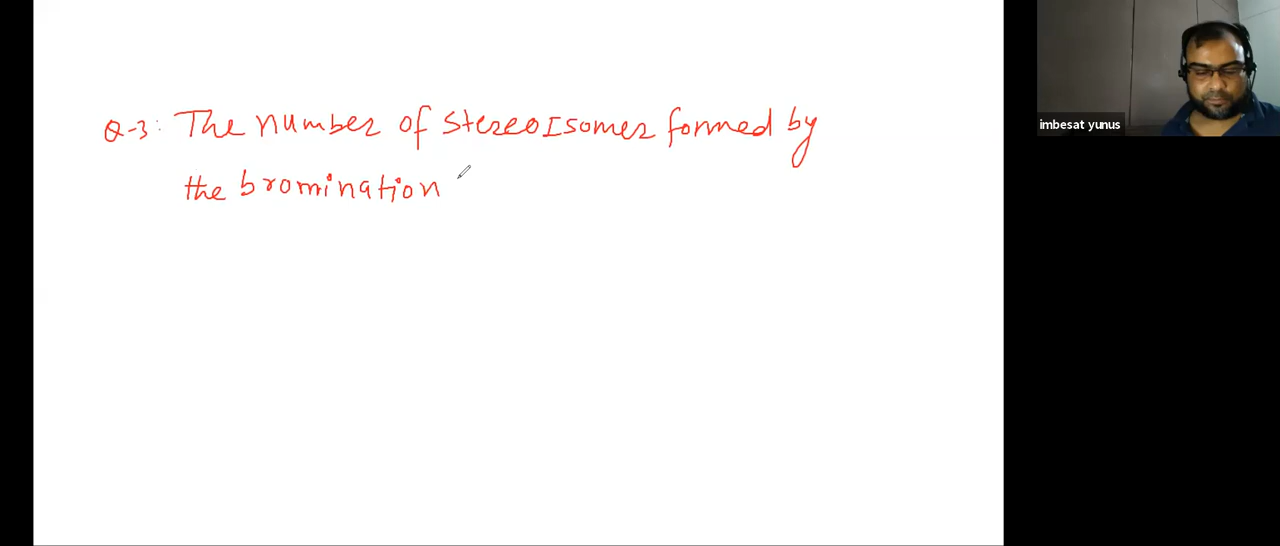 Q-3: The number of StereoIsomer formed by
the bromination
imbesat yunus